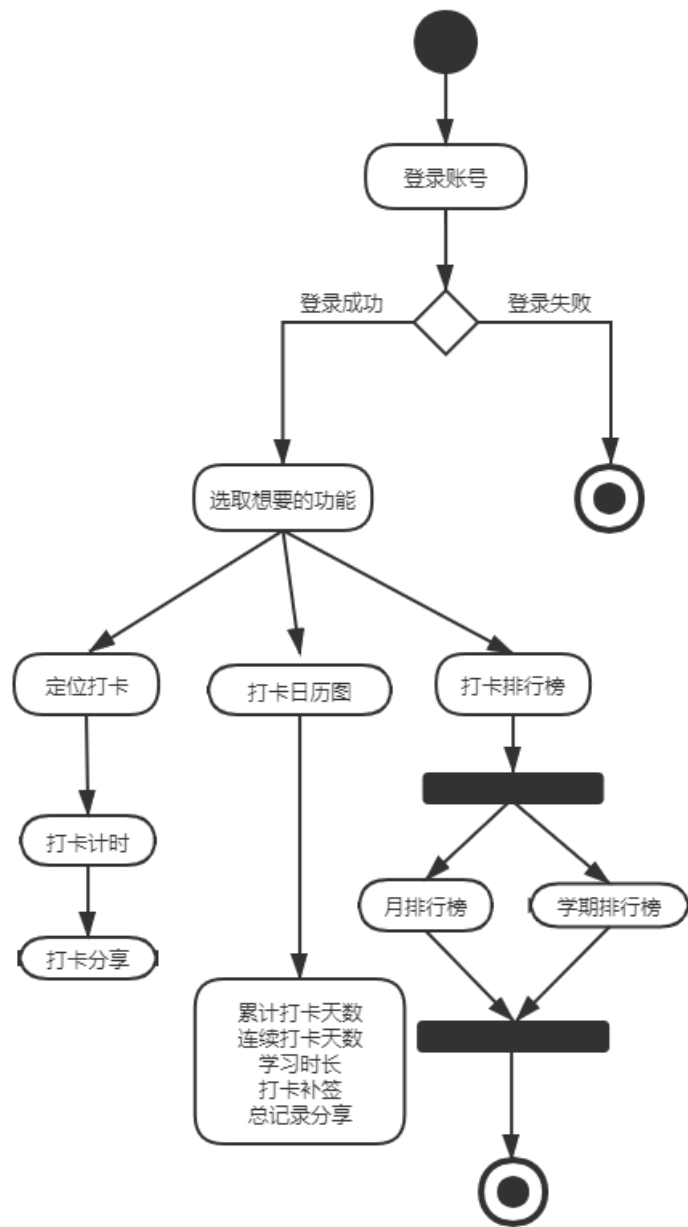 登录账号
登录成功
登录失败
选取想要的功能
定位打卡
打卡日历图
打卡排行榜
打卡计时
月排行榜
学期排行榜
打卡分享
累计打卡天数
连续打卡天数
学习时长
打卡补签
总记录分享